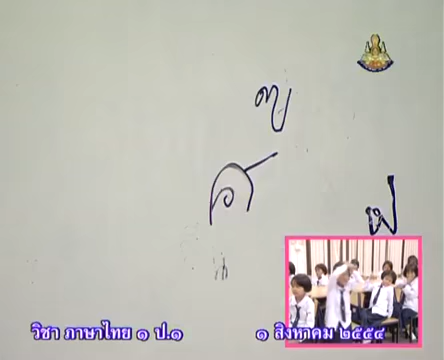 ศ
วิชา ภาษาไทย ๑ ป.๑ ๑ สิงหาคม ๒๕๕๔